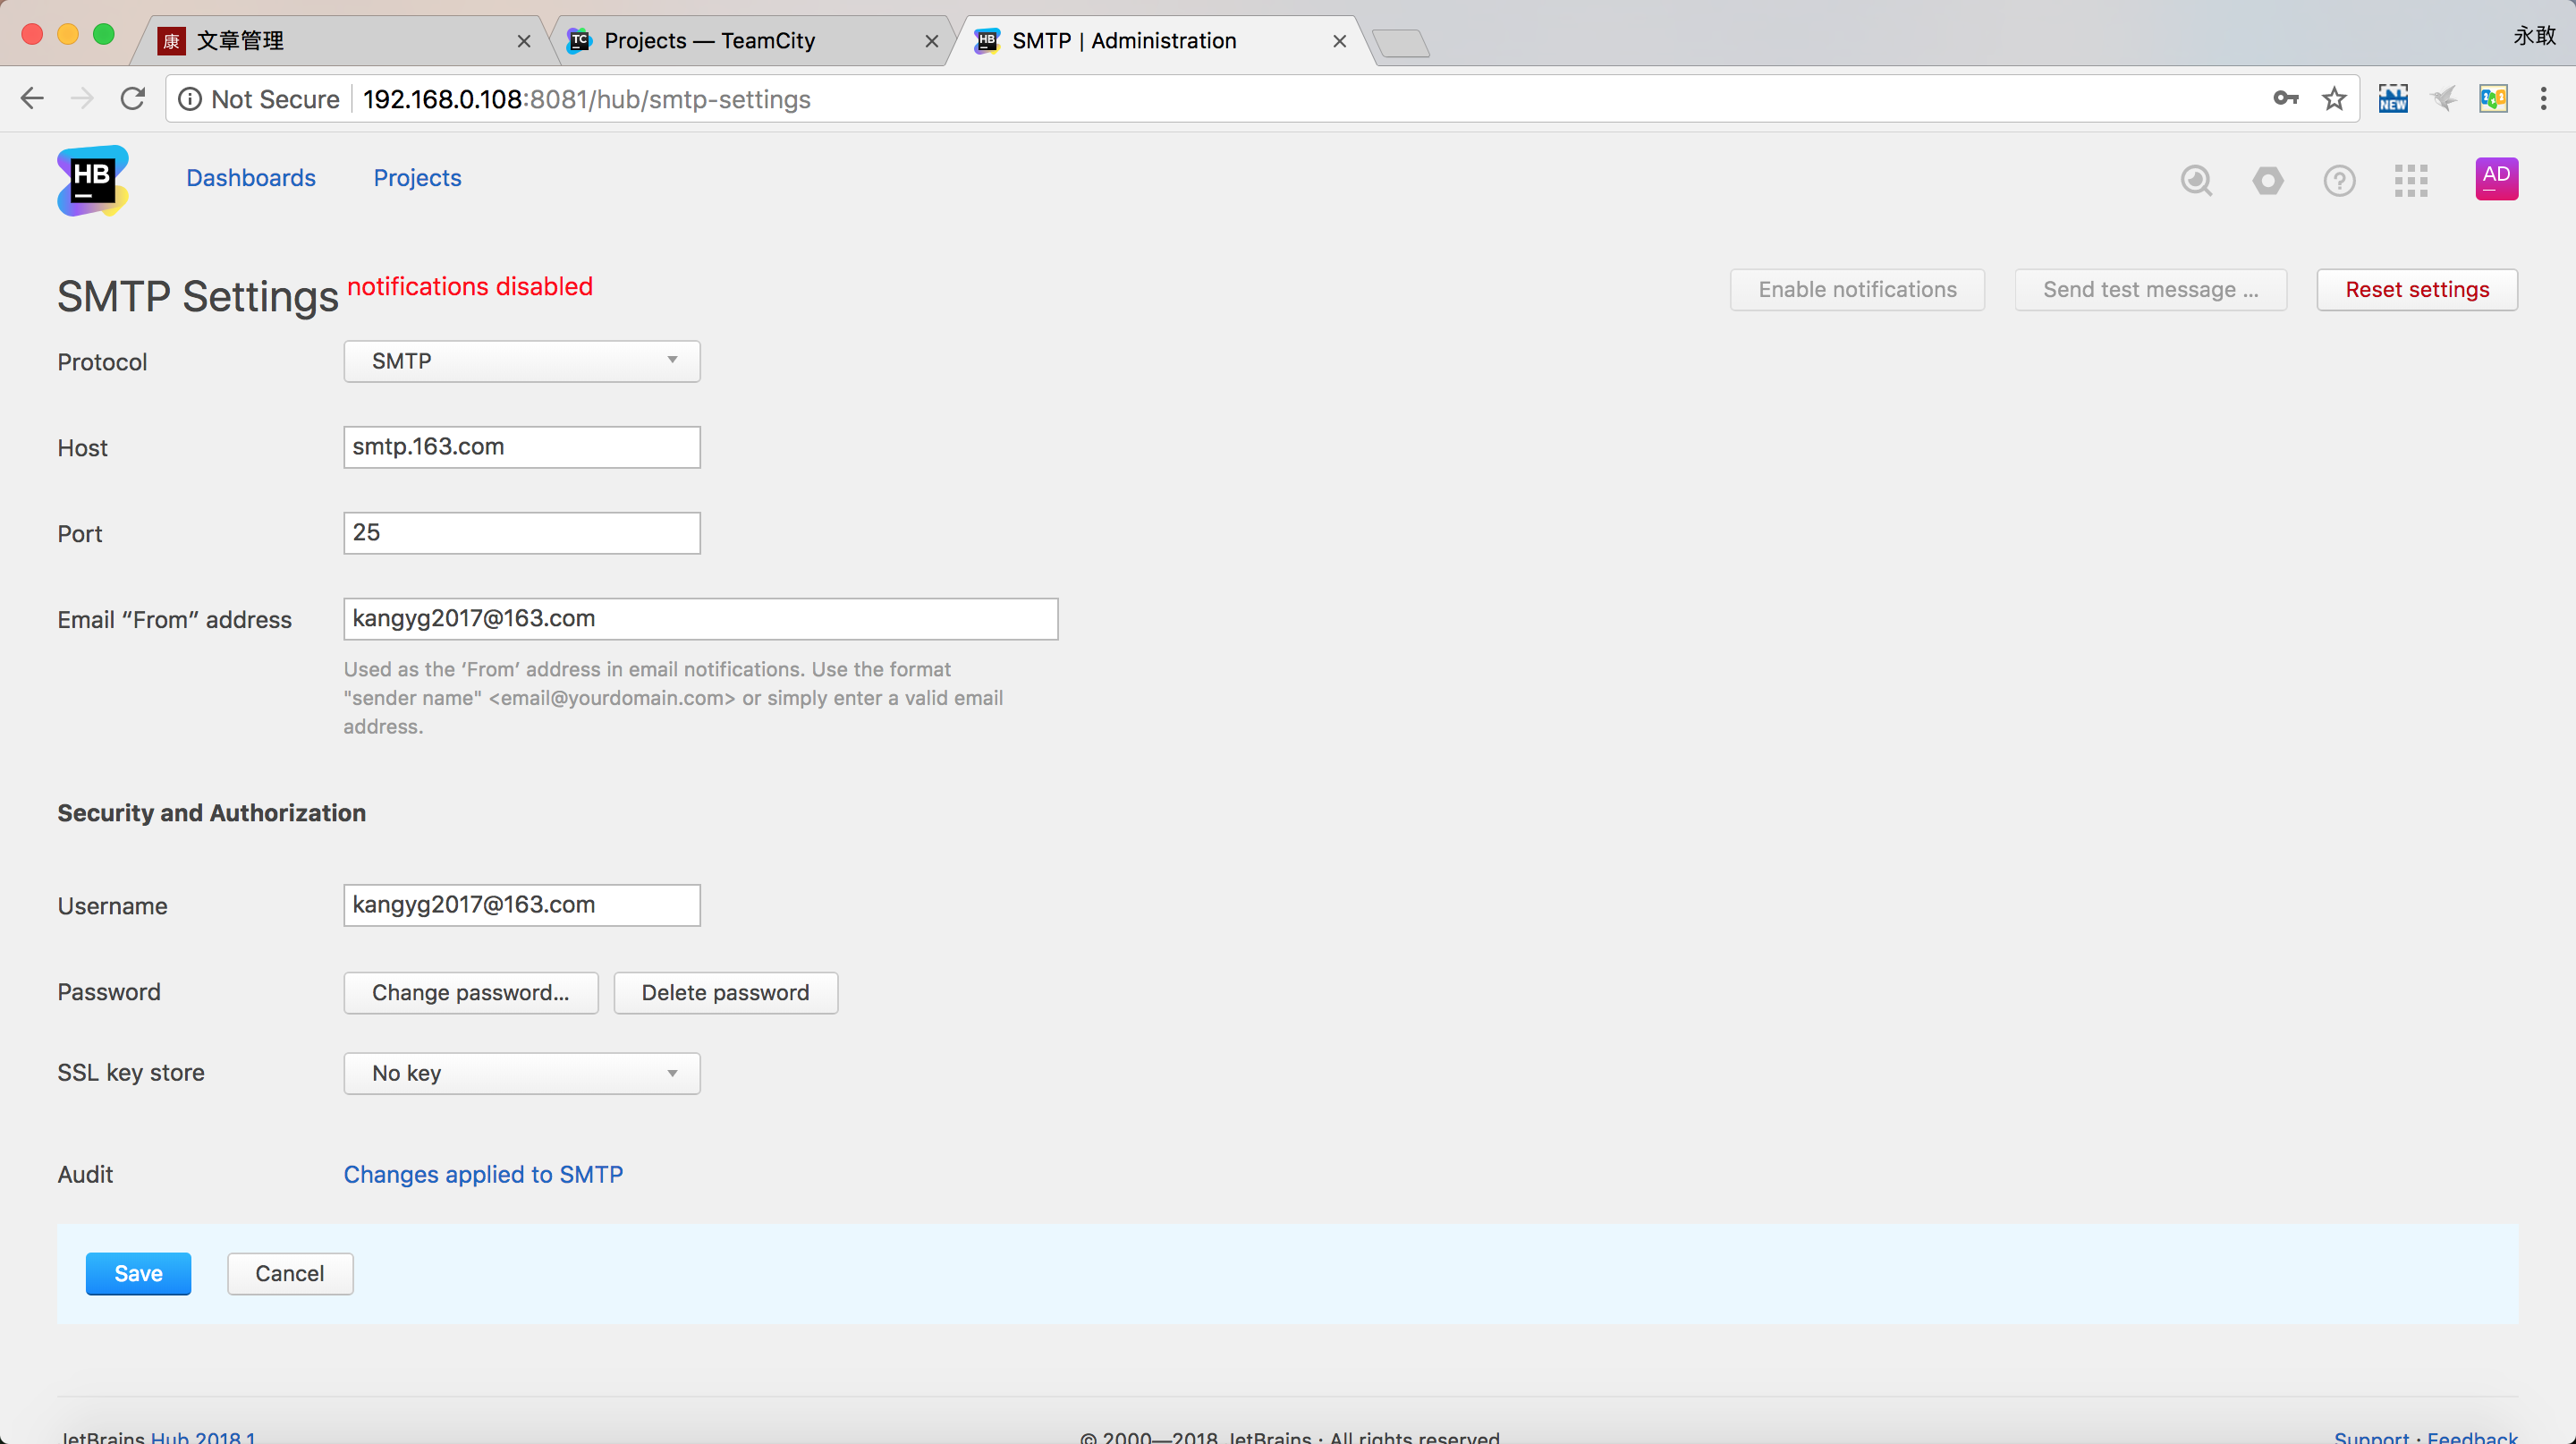 康 文章管理
TC Projects — TeamCity
HB SMTP | Administration
永敢
Not Secure 192.168.0.108:8081/hub/smtp-settings
NEW
HB Dashboards Projects
AD
SMTP Settings notifications disabled
Enable notifications Send test message ... Reset settings
Protocol SMTP
Host smtp.163.com
Port 25
Email “From” address kangyg2017@163.com
Used as the ‘From’ address in email notifications. Use the format
"sender name" <email@yourdomain.com> or simply enter a valid email
address.
Security and Authorization
Username kangyg2017@163.com
Password Change password... Delete password
SSL key store No key
Audit Changes applied to SMTP
Save Cancel
JetBrains Hub 2018.1 © 2000—2018 JetBrains · All rights reserved Support · Feedback